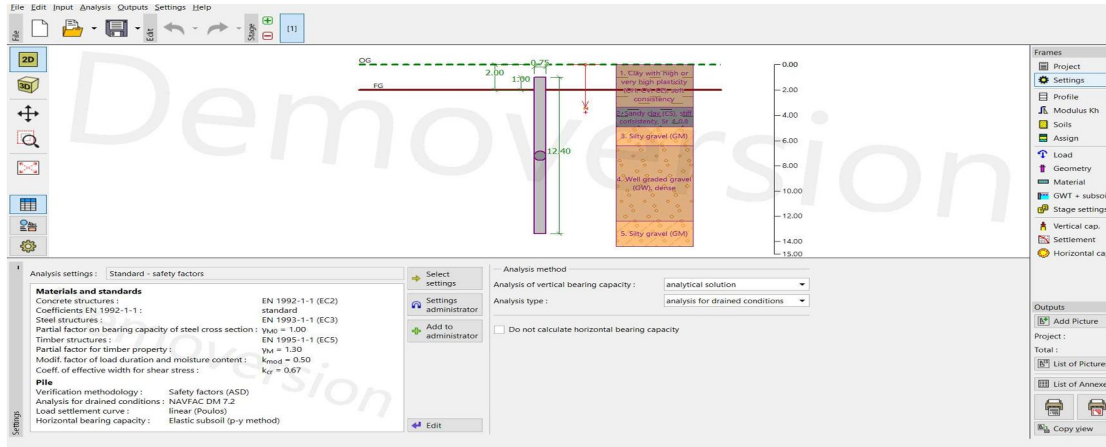 File Edit Input Analysis Outputs Settings Help
File
Edit
Stage
[1]
2D
3D
Demoversion
OG
FG
0.75
2.00
1.00
12.40
1. Clay with high or
very high plasticity
consistency
2. Sandy clay (CS), stiff
consistency, Sr
3. Silty gravel (GM)
4. Well graded gravel
(GW), dense
5. Silty gravel (GM)
0.00
2.00
4.00
6.00
8.00
10.00
12.00
14.00
15.00
Frames
Project
Settings
Profile
Modulus Kh
Soils
Assign
Load
Geometry
Material
GWT + subsoi
Stage settings
Vertical cap.
Settlement
Horizontal ca
Outputs
Add Picture
Project :
Total :
List of Pictures
List of Annexe
Copy view
Settings
Analysis settings : Standard - safety factors
Materials and standards
Concrete structures : EN 1992-1-1 (EC2)
Coefficients EN 1992-1-1 : standard
Steel structures : EN 1993-1-1 (EC3)
Partial factor on bearing capacity of steel cross section : γM0 = 1.00
Timber structures : EN 1995-1-1 (EC5)
Partial factor for timber property : γM = 1.30
Modif. factor of load duration and moisture content : kmod = 0.50
Coeff. of effective width for shear stress : kcr = 0.67
Pile
Verification methodology : Safety factors (ASD)
Analysis for drained conditions : NAVFAC DM 7.2
Load settlement curve : linear (Poulos)
Horizontal bearing capacity : Elastic subsoil (p-y method)
Demoversion
Select
settings
Settings
administrator
Add to
administrator
Edit
Analysis method
Analysis of vertical bearing capacity : analytical solution
Analysis type : analysis for drained conditions
Do not calculate horizontal bearing capacity